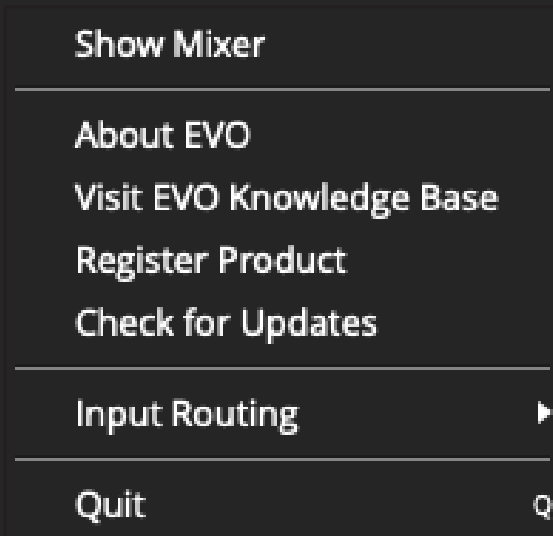 Show Mixer
About EVO
Visit EVO Knowledge Base
Register Product
Check for Updates
Input Routing
Quit Q